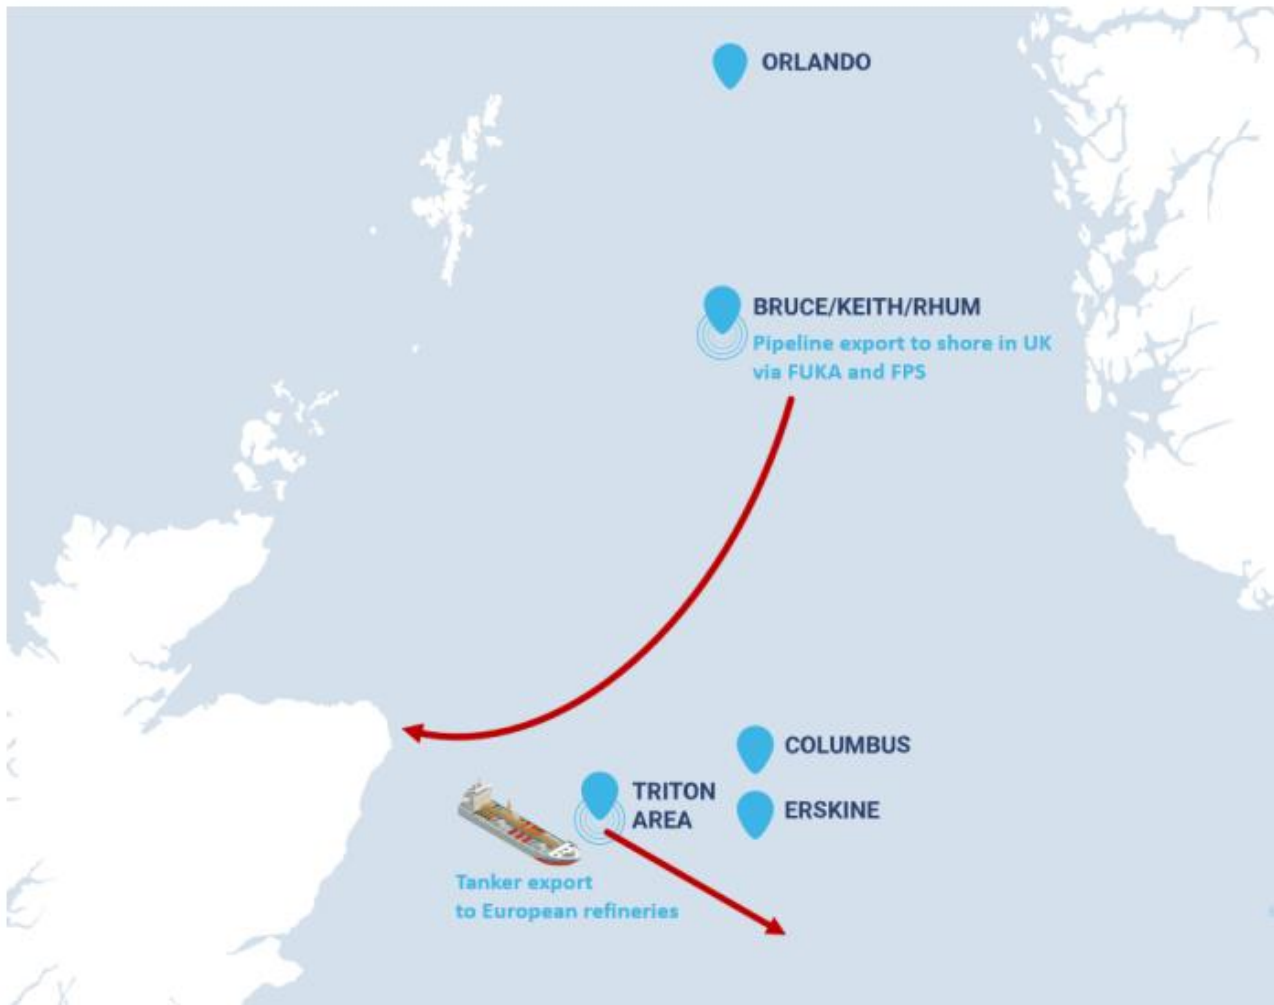 ORLANDO
BRUCE/KEITH/RHUM
Pipeline export to shore in UK
via FUKA and FPS
COLUMBUS
TRITON
AREA
ERSKINE
Tanker export
to European refineries